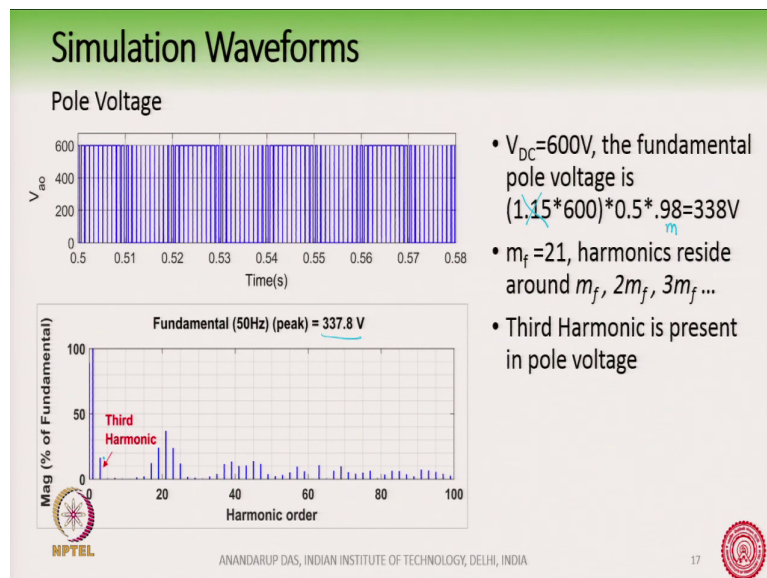 Simulation Waveforms
Pole Voltage
V_ao
600
400
200
0
0.5 0.51 0.52 0.53 0.54 0.55 0.56 0.57 0.58
Time(s)
Fundamental (50Hz) (peak) = 337.8 V
Mag (% of Fundamental)
100
50
0
Third
Harmonic
0 20 40 60 80 100
Harmonic order
• V_DC=600V, the fundamental
pole voltage is
(1.15*600)*0.5*.98=338V
m
• m_f =21, harmonics reside
around m_f , 2m_f , 3m_f ...
• Third Harmonic is present
in pole voltage
NPTEL
ANANDARUP DAS, INDIAN INSTITUTE OF TECHNOLOGY, DELHI, INDIA
17